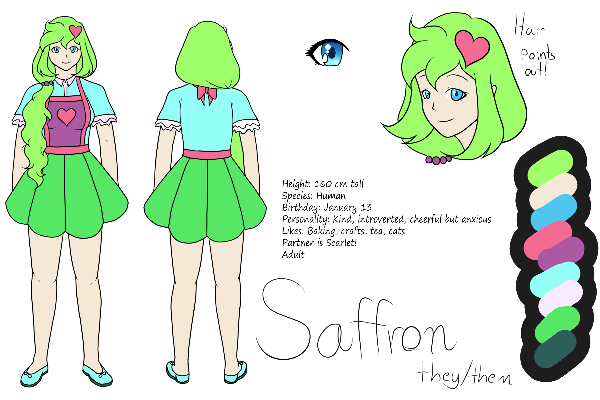 Hair
points
out!
Height: 160 cm tall
Species: Human
Birthday: January 13
Personality: Kind, introverted, cheerful but anxious
Likes: Baking, crafts, tea, cats
Partner is Scarlet!
Adult
Saffron
they/them